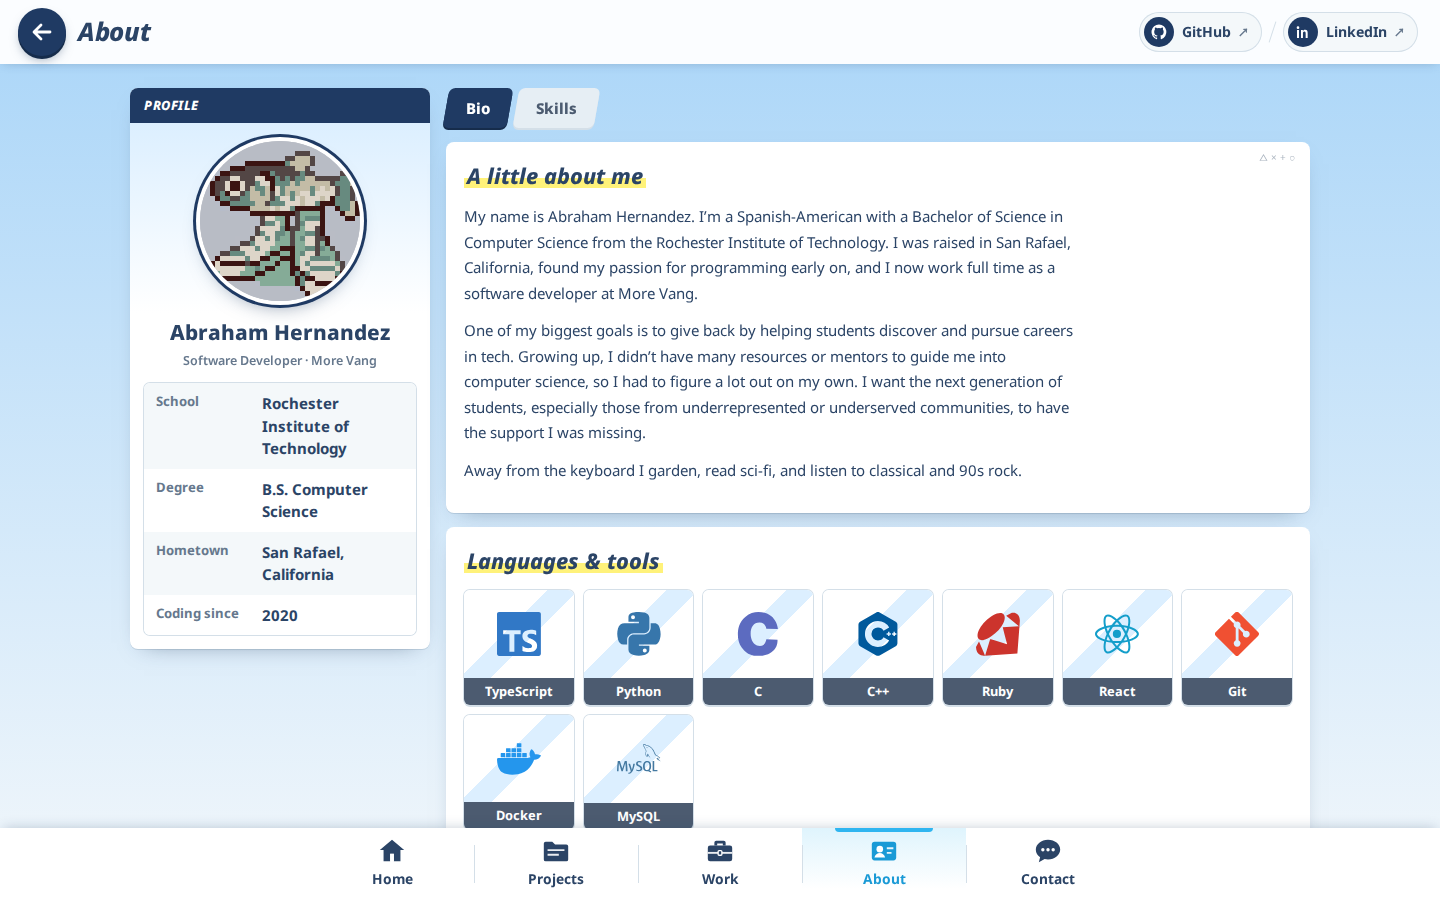 About
GitHub ↗ / LinkedIn ↗
PROFILE
Abraham Hernandez
Software Developer · More Vang
School
Rochester
Institute of
Technology
Degree
B.S. Computer
Science
Hometown
San Rafael,
California
Coding since
2020
Bio
Skills
△ × + ○
A little about me
My name is Abraham Hernandez. I’m a Spanish-American with a Bachelor of Science in
Computer Science from the Rochester Institute of Technology. I was raised in San Rafael,
California, found my passion for programming early on, and I now work full time as a
software developer at More Vang.
One of my biggest goals is to give back by helping students discover and pursue careers
in tech. Growing up, I didn’t have many resources or mentors to guide me into
computer science, so I had to figure a lot out on my own. I want the next generation of
students, especially those from underrepresented or underserved communities, to have
the support I was missing.
Away from the keyboard I garden, read sci-fi, and listen to classical and 90s rock.
Languages & tools
TS
TypeScript
Python
C
C
C++
C++
Ruby
React
Git
Docker
MySQL
MySQL
Home
Projects
Work
About
Contact